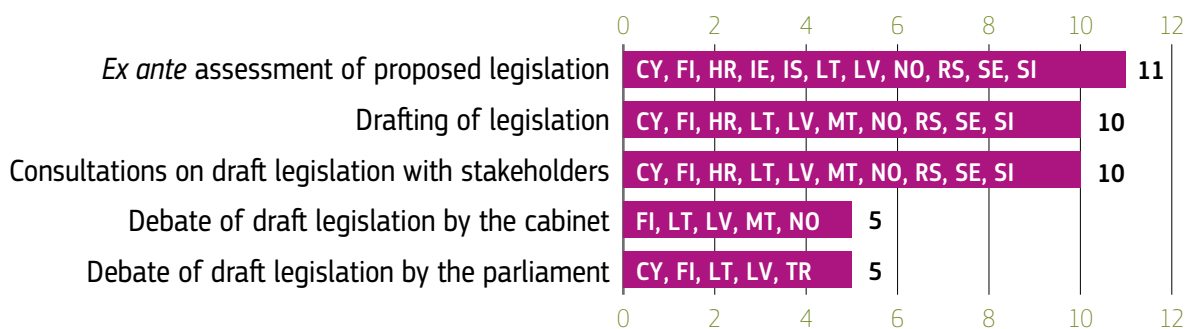 0 2 4 6 8 10 12
Ex ante assessment of proposed legislation CY, FI, HR, IE, IS, LT, LV, NO, RS, SE, SI 11
Drafting of legislation CY, FI, HR, LT, LV, MT, NO, RS, SE, SI 10
Consultations on draft legislation with stakeholders CY, FI, HR, LT, LV, MT, NO, RS, SE, SI 10
Debate of draft legislation by the cabinet FI, LT, LV, MT, NO 5
Debate of draft legislation by the parliament CY, FI, LT, LV, TR 5
0 2 4 6 8 10 12